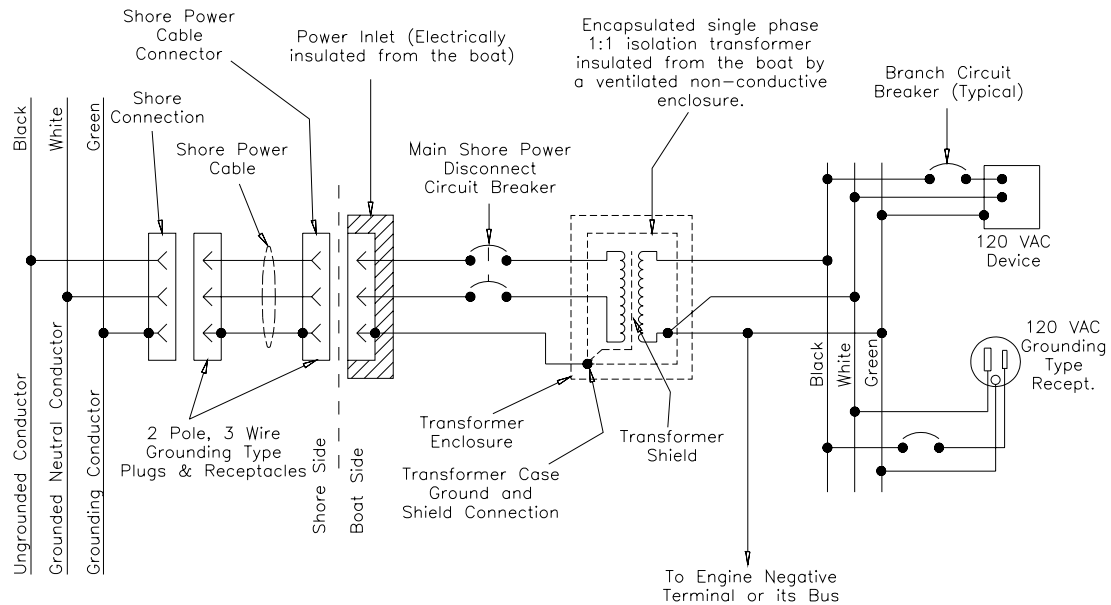 Shore Power
Cable
Connector
Power Inlet (Electrically
insulated from the boat)
Encapsulated single phase
1:1 isolation transformer
insulated from the boat by
a ventilated non-conductive
enclosure.
Branch Circuit
Breaker (Typical)
Black
White
Green
Shore
Connection
Shore Power
Cable
Main Shore Power
Disconnect
Circuit Breaker
120 VAC
Device
120 VAC
Grounding
Type
Recept.
Black
White
Green
Ungrounded Conductor
Grounded Neutral Conductor
Grounding Conductor
2 Pole, 3 Wire
Grounding Type
Plugs & Receptacles
Shore Side
Boat Side
Transformer
Enclosure
Transformer
Shield
Transformer Case
Ground and
Shield Connection
To Engine Negative
Terminal or its Bus